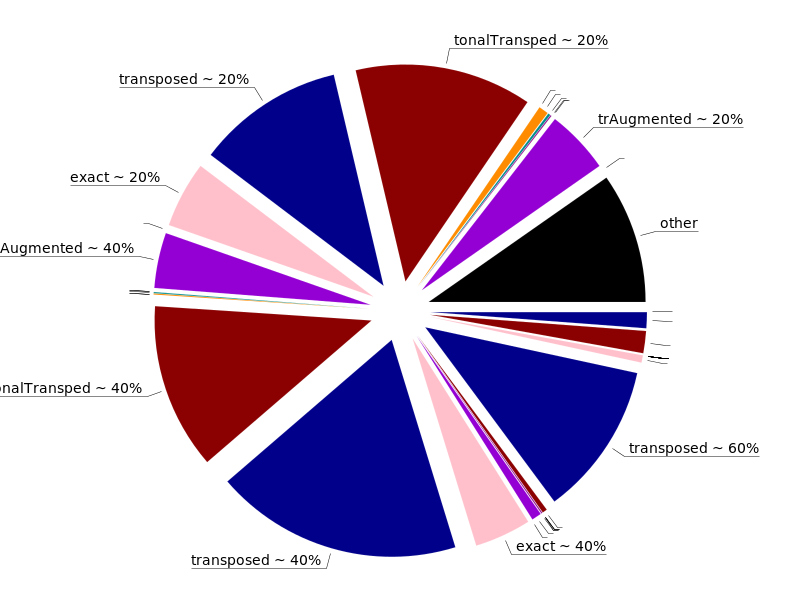 tonalTransped ~ 20%
transposed ~ 20%
trAugmented ~ 20%
exact ~ 20%
other
Augmented ~ 40%
onalTransped ~ 40%
transposed ~ 60%
exact ~ 40%
transposed ~ 40%